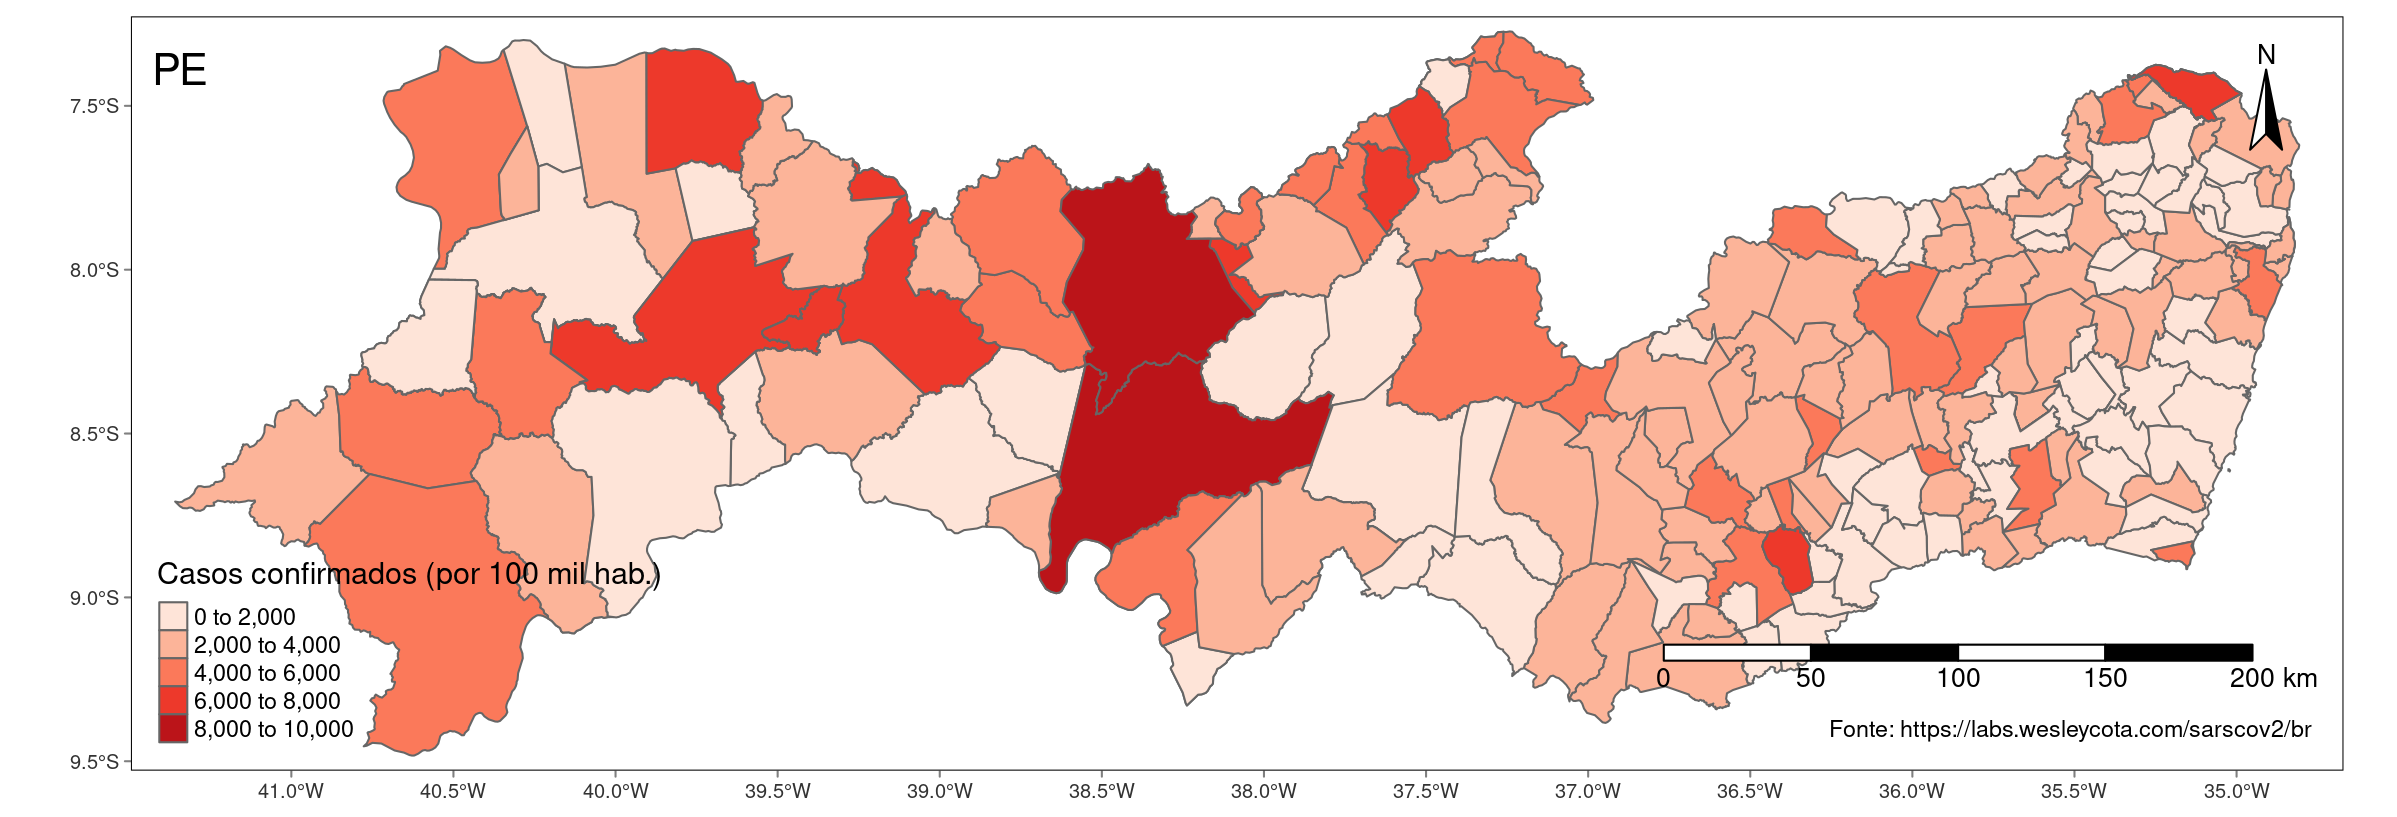 PE
N
7.5°S
8.0°S
8.5°S
9.0°S
9.5°S
Casos confirmados (por 100 mil hab.)
0 to 2,000
2,000 to 4,000
4,000 to 6,000
6,000 to 8,000
8,000 to 10,000
0 50 100 150 200 km
Fonte: https://labs.wesleycota.com/sarscov2/br
41.0°W 40.5°W 40.0°W 39.5°W 39.0°W 38.5°W 38.0°W 37.5°W 37.0°W 36.5°W 36.0°W 35.5°W 35.0°W